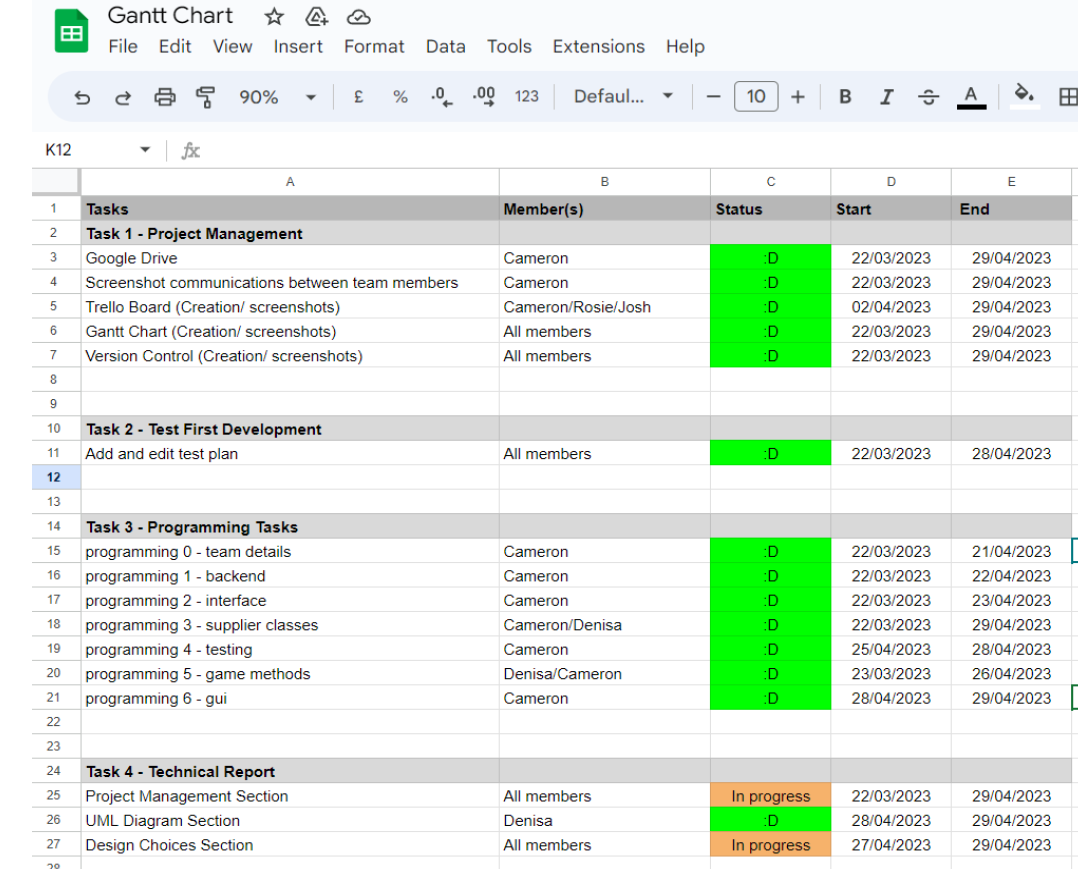 Gantt Chart
File Edit View Insert Format Data Tools Extensions Help
90% £ % .0 .00 123 Defaul... − 10 + B I S A
K12 fx
A B C D E
1 Tasks Member(s) Status Start End
2 Task 1 - Project Management
3 Google Drive Cameron :D 22/03/2023 29/04/2023
4 Screenshot communications between team members Cameron :D 22/03/2023 29/04/2023
5 Trello Board (Creation/ screenshots) Cameron/Rosie/Josh :D 02/04/2023 29/04/2023
6 Gantt Chart (Creation/ screenshots) All members :D 22/03/2023 29/04/2023
7 Version Control (Creation/ screenshots) All members :D 22/03/2023 29/04/2023
8
9
10 Task 2 - Test First Development
11 Add and edit test plan All members :D 22/03/2023 28/04/2023
12
13
14 Task 3 - Programming Tasks
15 programming 0 - team details Cameron :D 22/03/2023 21/04/2023
16 programming 1 - backend Cameron :D 22/03/2023 22/04/2023
17 programming 2 - interface Cameron :D 22/03/2023 23/04/2023
18 programming 3 - supplier classes Cameron/Denisa :D 22/03/2023 29/04/2023
19 programming 4 - testing Cameron :D 25/04/2023 28/04/2023
20 programming 5 - game methods Denisa/Cameron :D 23/03/2023 26/04/2023
21 programming 6 - gui Cameron :D 28/04/2023 29/04/2023
22
23
24 Task 4 - Technical Report
25 Project Management Section All members In progress 22/03/2023 29/04/2023
26 UML Diagram Section Denisa :D 28/04/2023 29/04/2023
27 Design Choices Section All members In progress 27/04/2023 29/04/2023
28